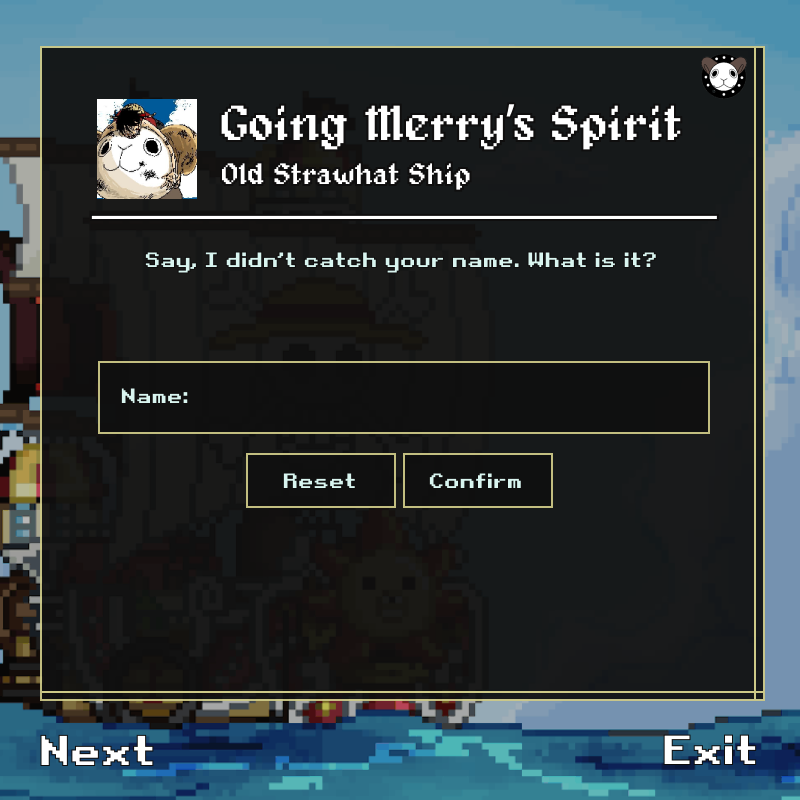 Going Merry's Spirit
Old Strawhat Ship
Say, I didn't catch your name. What is it?
Name:
Reset
Confirm
Next
Exit